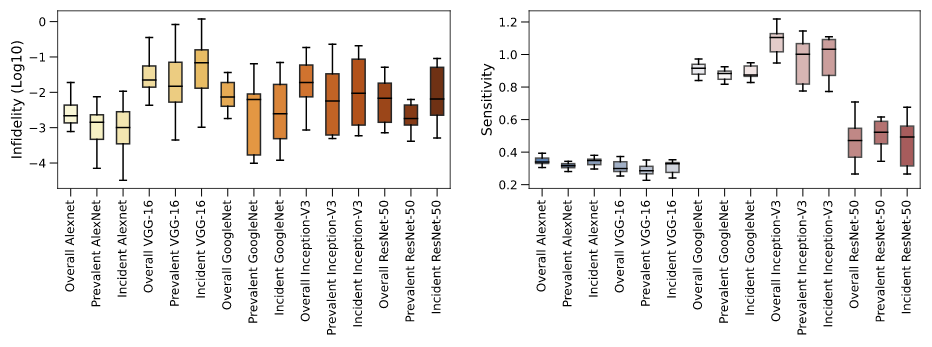 Infidelity (Log10)
0
−1
−2
−3
−4
Overall Alexnet
Prevalent AlexNet
Incident AlexNet
Overall VGG-16
Prevalent VGG-16
Incident VGG-16
Overall GoogleNet
Prevalent GoogleNet
Incident GoogleNet
Overall Inception-V3
Prevalent Inception-V3
Incident Inception-V3
Overall ResNet-50
Prevalent ResNet-50
Incident ResNet-50
Sensitivity
1.2
1.0
0.8
0.6
0.4
0.2
Overall Alexnet
Prevalent AlexNet
Incident Alexnet
Overall VGG-16
Prevalent VGG-16
Incident VGG-16
Overall GoogleNet
Prevalent GoogleNet
Incident GoogleNet
Overall Inception-V3
Prevalent Inception-V3
Incident Inception-V3
Overall ResNet-50
Prevalent ResNet-50
Incident ResNet-50